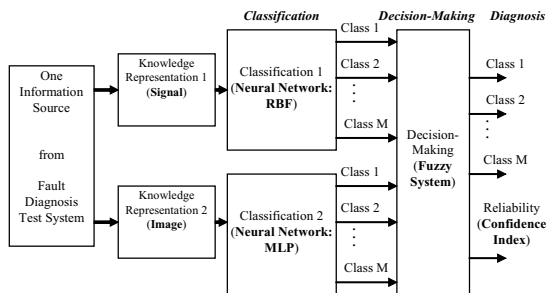 Classification
Decision-Making
Diagnosis
One
Information
Source
from
Fault
Diagnosis
Test System
Knowledge
Representation 1
(Signal)
Knowledge
Representation 2
(Image)
Classification 1
(Neural Network:
RBF)
Classification 2
(Neural Network:
MLP)
Class 1
Class 2
Class M
Class 1
Class 2
Class M
Decision-
Making
(Fuzzy
System)
Class 1
Class 2
Class M
Reliability
(Confidence
Index)